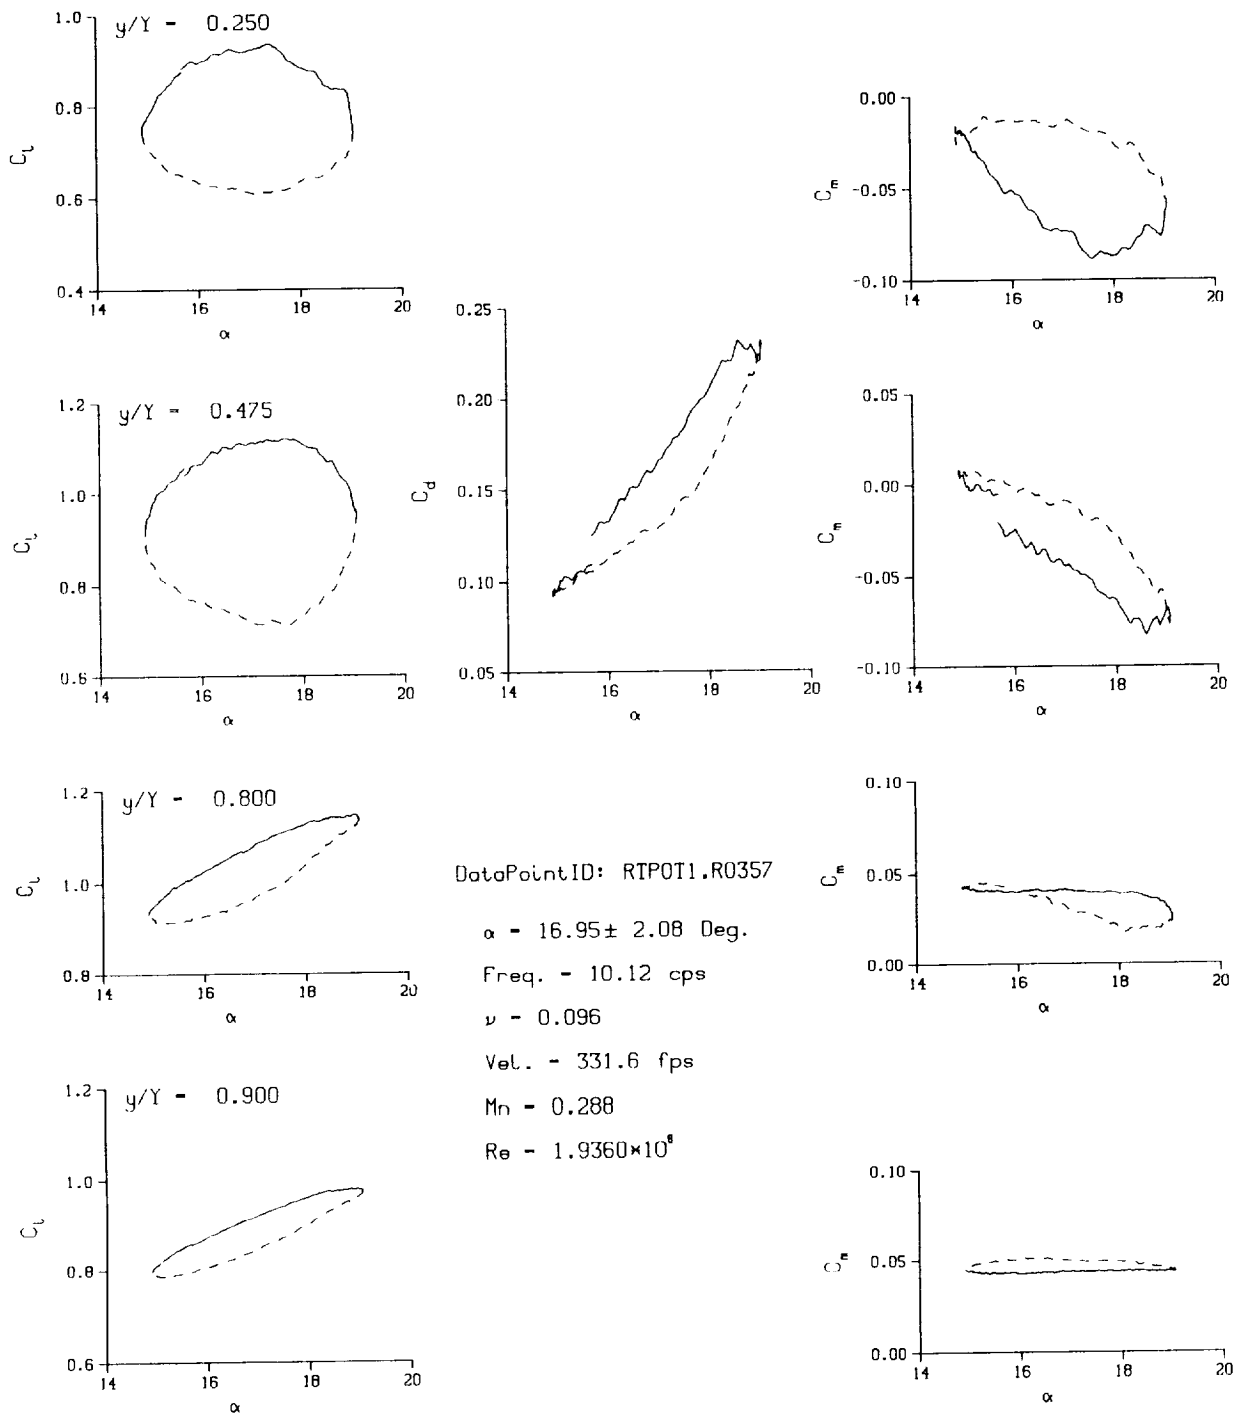 y/Y - 0.250
1.0
0.8
0.6
0.4
14 16 18 20
C_l
α
0.00
-0.05
-0.10
14 16 18 20
C_m
α
y/Y - 0.475
1.2
1.0
0.8
0.6
14 16 18 20
C_l
α
0.25
0.20
0.15
0.10
0.05
14 16 18 20
C_d
α
0.05
0.00
-0.05
-0.10
14 16 18 20
C_m
α
y/Y - 0.800
1.2
1.0
0.8
14 16 18 20
C_l
α
DataPointID: RTPOT1.R0357
α - 16.95± 2.08 Deg.
Freq. - 10.12 cps
ν - 0.096
Vel. - 331.6 fps
Mn - 0.288
Re - 1.9360×10⁶
0.10
0.05
0.00
14 16 18 20
C_m
α
y/Y - 0.900
1.2
1.0
0.8
0.6
14 16 18 20
C_l
α
0.10
0.05
0.00
14 16 18 20
C_m
α